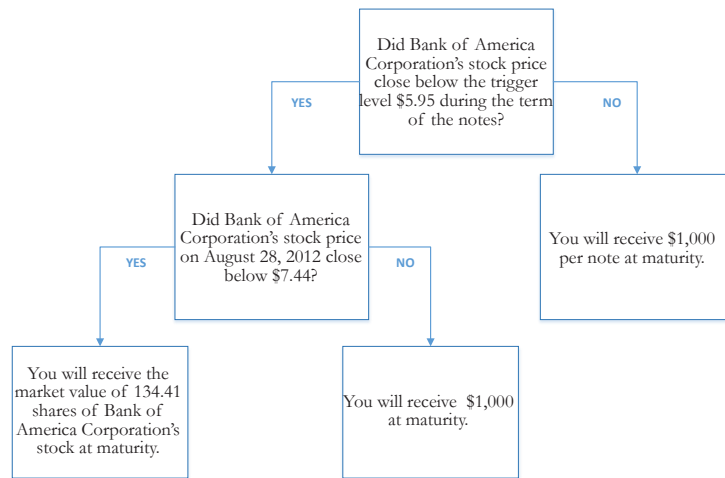 Did Bank of America
Corporation's stock price
close below the trigger
level $5.95 during the term
of the notes?
YES
NO
Did Bank of America
Corporation's stock price
on August 28, 2012 close
below $7.44?
You will receive $1,000
per note at maturity.
YES
NO
You will receive the
market value of 134.41
shares of Bank of
America Corporation's
stock at maturity.
You will receive $1,000
at maturity.